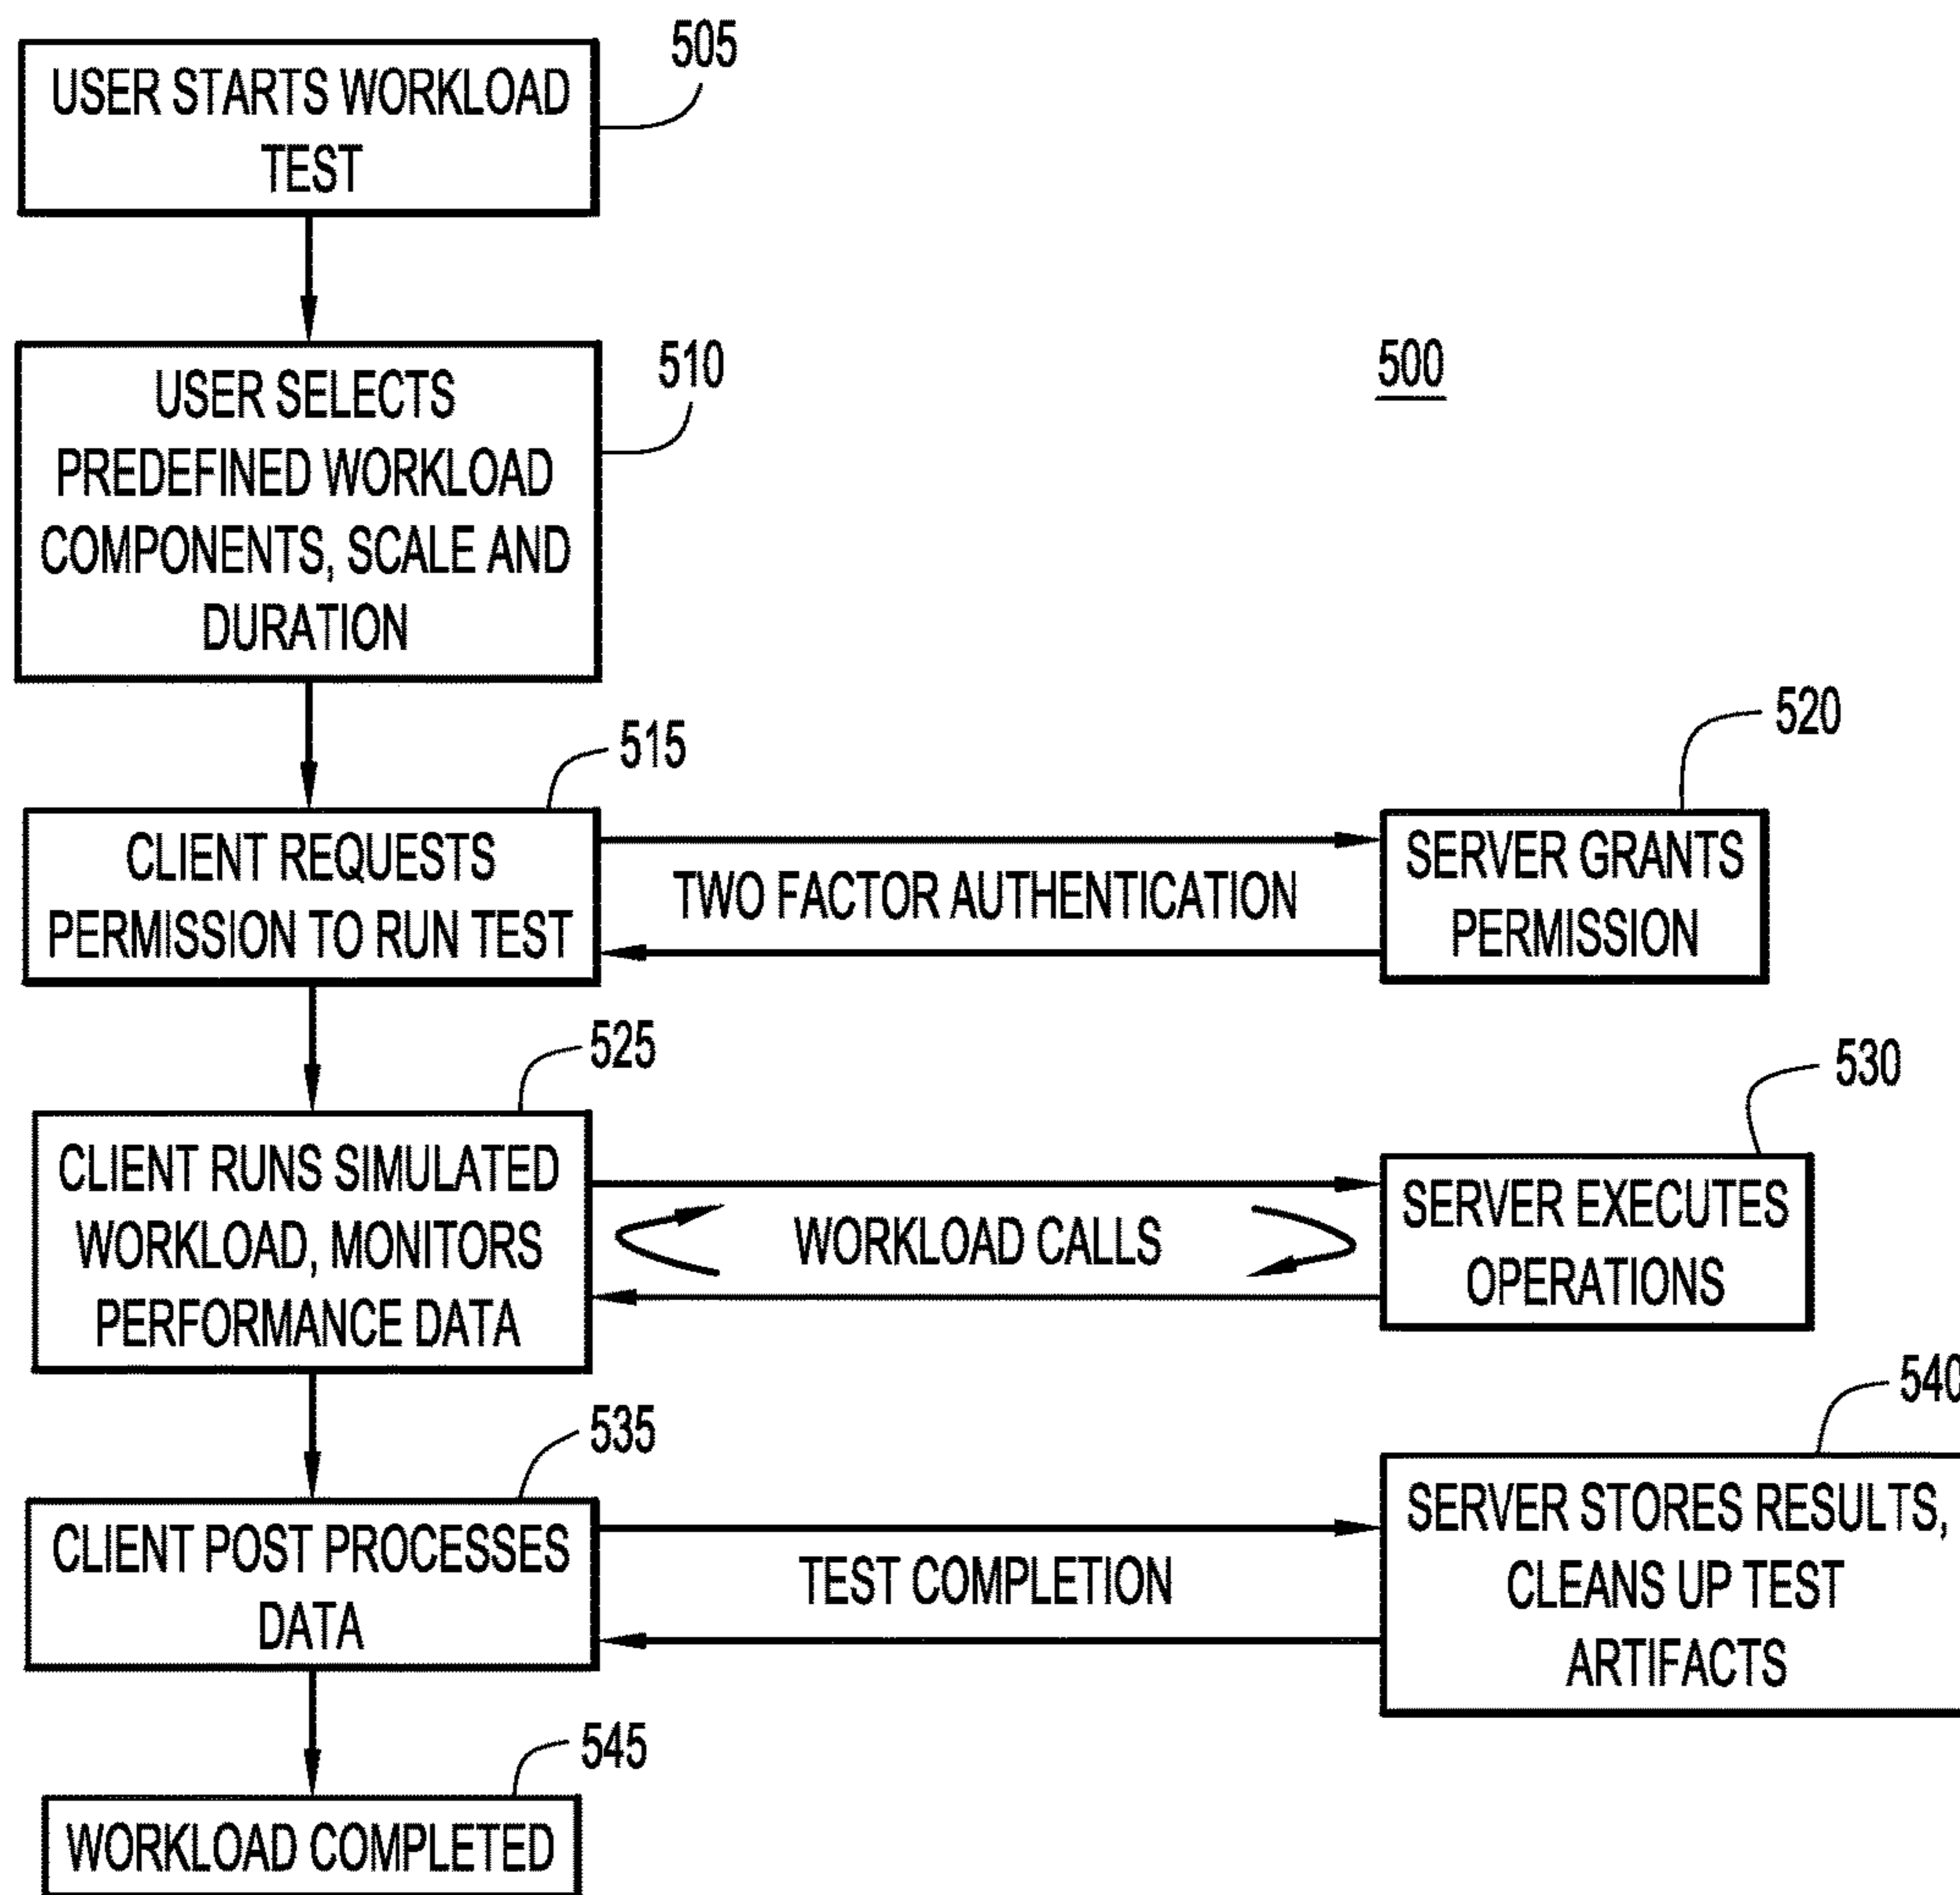 505
USER STARTS WORKLOAD
TEST
510
500
USER SELECTS
PREDEFINED WORKLOAD
COMPONENTS, SCALE AND
DURATION
515
520
CLIENT REQUESTS
PERMISSION TO RUN TEST
TWO FACTOR AUTHENTICATION
SERVER GRANTS
PERMISSION
525
530
CLIENT RUNS SIMULATED
WORKLOAD, MONITORS
PERFORMANCE DATA
WORKLOAD CALLS
SERVER EXECUTES
OPERATIONS
535
540
CLIENT POST PROCESSES
DATA
TEST COMPLETION
SERVER STORES RESULTS,
CLEANS UP TEST
ARTIFACTS
545
WORKLOAD COMPLETED